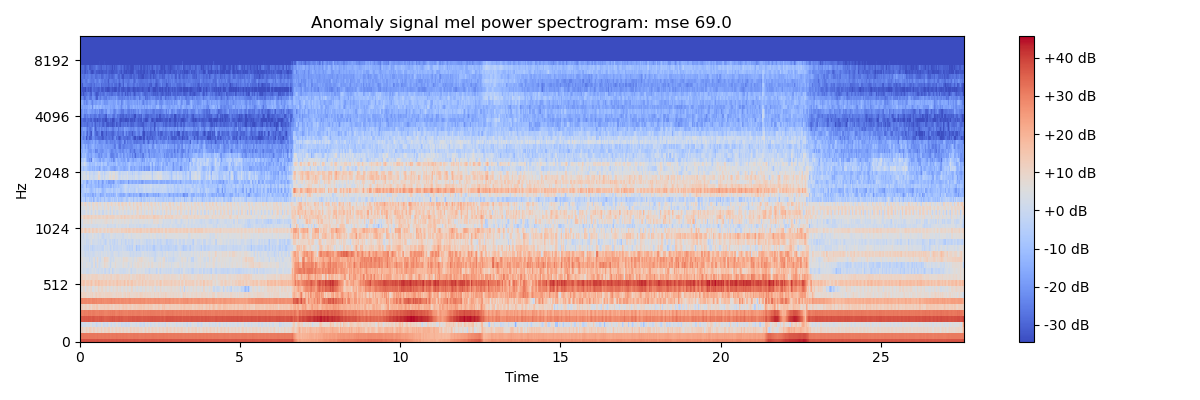 Anomaly signal mel power spectrogram: mse 69.0
Hz
8192
4096
2048
1024
512
0
0 5 10 15 20 25
Time
+40 dB
+30 dB
+20 dB
+10 dB
+0 dB
-10 dB
-20 dB
-30 dB